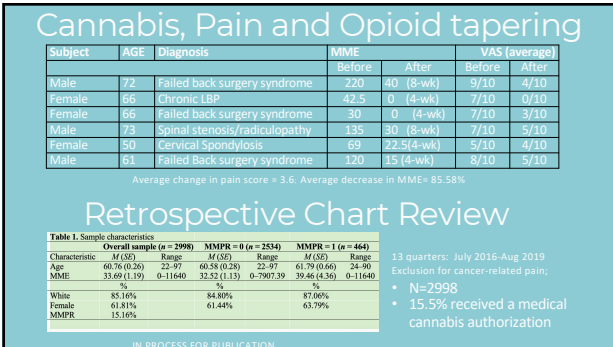 Cannabis, Pain and Opioid tapering
Subject AGE Diagnosis MME VAS (average)
Before After Before After
Male 72 Failed back surgery syndrome 220 40 (8-wk) 9/10 4/10
Female 66 Chronic LBP 42.5 0 (4-wk) 7/10 0/10
Female 66 Failed back surgery syndrome 30 0 (4-wk) 7/10 3/10
Male 73 Spinal stenosis/radiculopathy 135 30 (8-wk) 7/10 5/10
Female 50 Cervical Spondylosis 69 22.5(4-wk) 5/10 4/10
Male 61 Failed Back surgery syndrome 120 15 (4-wk) 8/10 5/10
Average change in pain score = 3.6: Average decrease in MME= 85.58%
Retrospective Chart Review
Table 1. Sample characteristics
Overall sample (n = 2998) MMPR = 0 (n = 2534) MMPR = 1 (n = 464)
Characteristic M (SE) Range M (SE) Range M (SE) Range
Age 60.76 (0.26) 22–97 60.58 (0.28) 22–97 61.79 (0.66) 24–90
MME 33.69 (1.19) 0–11640 32.52 (1.13) 0–7907.39 39.46 (4.36) 0–11640
% % %
White 85.16% 84.80% 87.06%
Female 61.81% 61.44% 63.79%
MMPR 15.16%
13 quarters: July 2016-Aug 2019
Exclusion for cancer-related pain;
• N=2998
• 15.5% received a medical
cannabis authorization
IN PROCESS FOR PUBLICATION